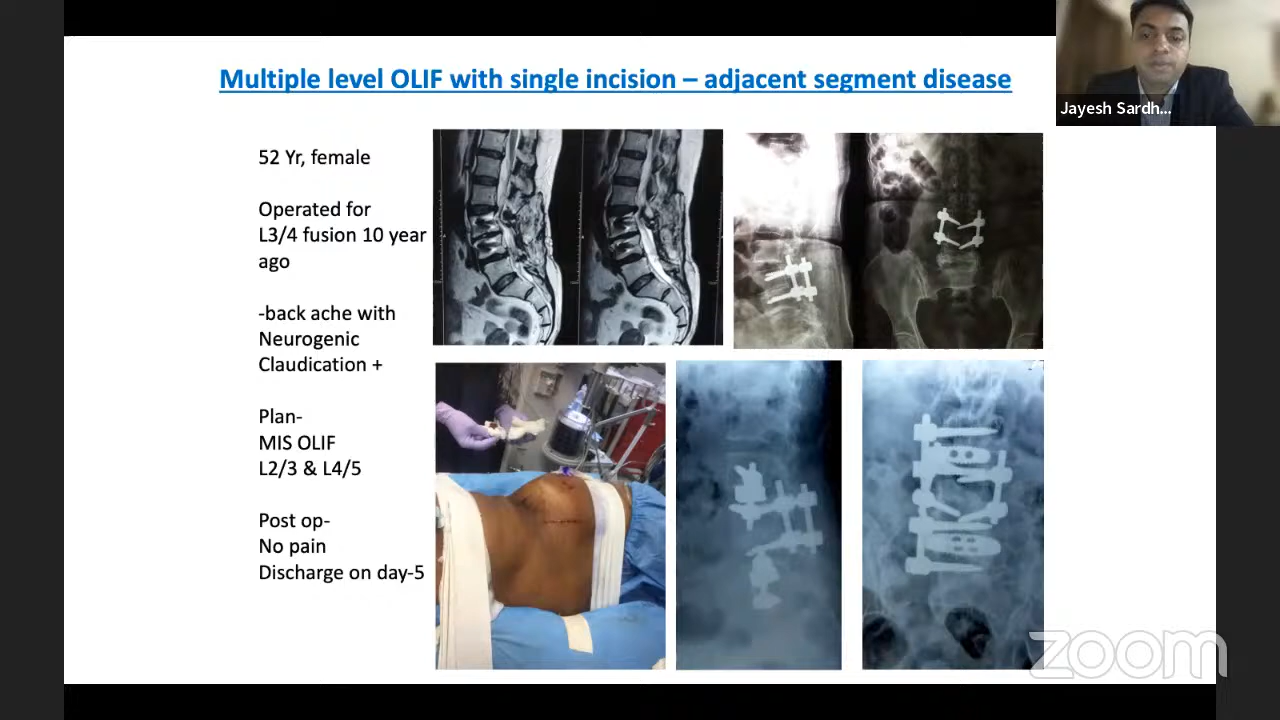 Multiple level OLIF with single incision – adjacent segment disease
Jayesh Sardh...
52 Yr, female
Operated for
L3/4 fusion 10 year
ago
-back ache with
Neurogenic
Claudication +
Plan-
MIS OLIF
L2/3 & L4/5
Post op-
No pain
Discharge on day-5
zoom